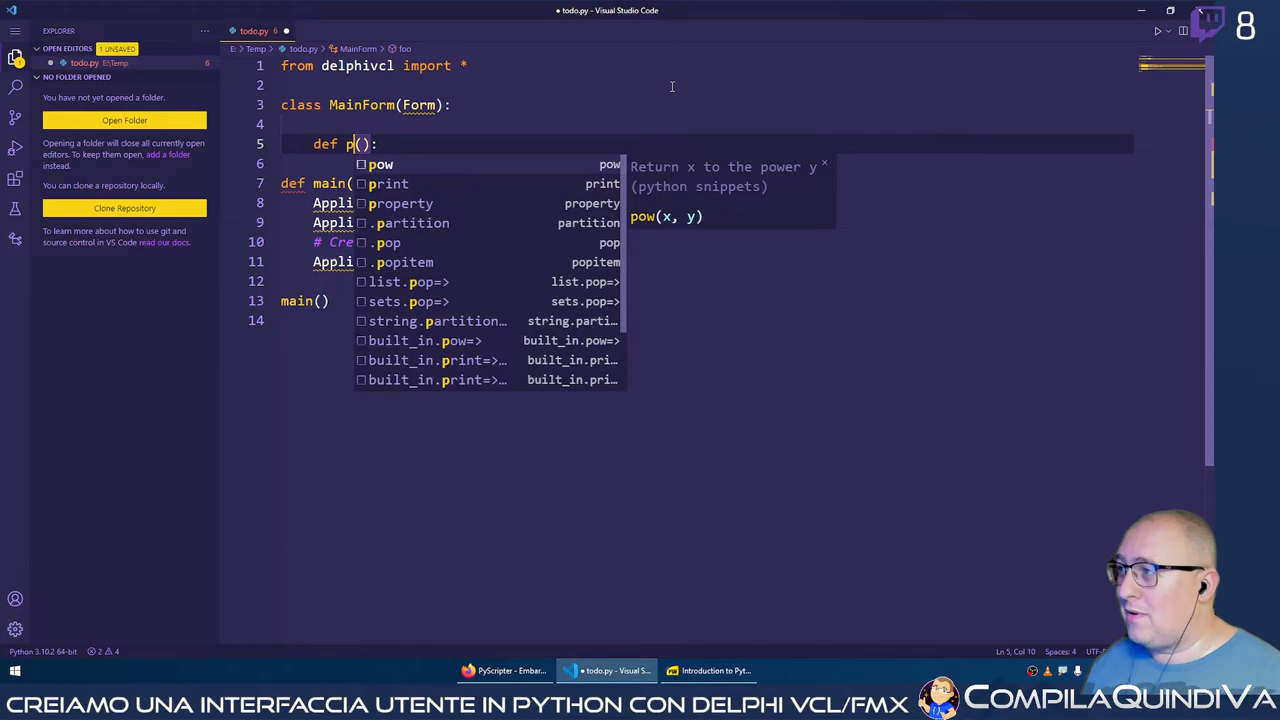 todo.py - Visual Studio Code
8
EXPLORER
todo.py 6
OPEN EDITORS 1 UNSAVED
E: > Temp > todo.py > MainForm > foo
todo.py E:\Temp 6
NO FOLDER OPENED
You have not yet opened a folder.
Open Folder
Opening a folder will close all currently open
editors. To keep them open, add a folder
instead.
You can clone a repository locally.
Clone Repository
To learn more about how to use git and
source control in VS Code read our docs.
1 from delphivcl import *
2
3 class MainForm(Form):
4
5 def p():
6
7 def main(
8 Appli
9 Appli
10 # Cre
11 Appli
12
13 main()
14
pow pow
print print
property property
.partition partition
.pop pop
.popitem popitem
list.pop=> list.pop=>
sets.pop=> sets.pop=>
string.partition… string.parti…
built_in.pow=> built_in.pow=>
built_in.print=>… built_in.pri…
built_in.print=>… built_in.pri…
Return x to the power y
(python snippets)
pow(x, y)
1
Python 3.10.2 64-bit 2 4
Ln 5, Col 10 Spaces: 4
PyScripter - Embar…
todo.py - Visual S…
Introduction to Pyt…
CREIAMO UNA INTERFACCIA UTENTE IN PYTHON CON DELPHI VCL/FMX
COMPILAQUINDIVA